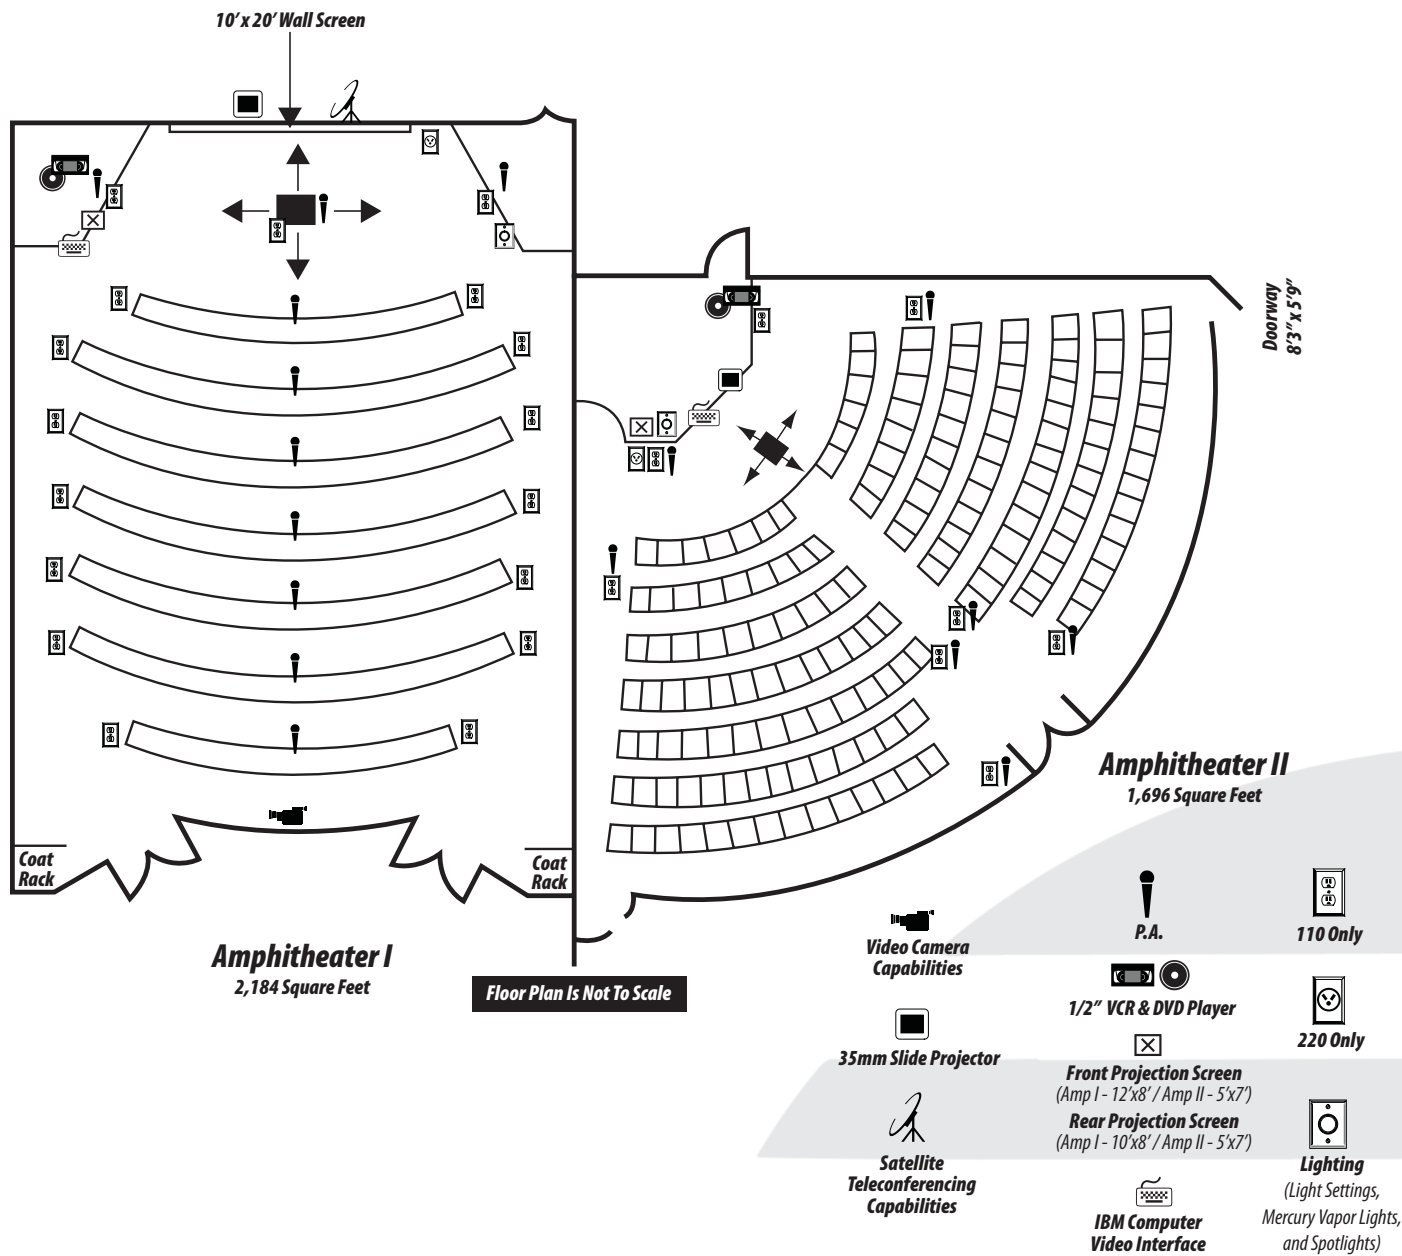 10' x 20' Wall Screen
Doorway
8'3" x 5'9"
Coat
Rack
Coat
Rack
Amphitheater I
2,184 Square Feet
Floor Plan Is Not To Scale
Amphitheater II
1,696 Square Feet
Video Camera
Capabilities
35mm Slide Projector
Satellite
Teleconferencing
Capabilities
P.A.
1/2" VCR & DVD Player
Front Projection Screen
(Amp I - 12'x8' / Amp II - 5'x7')
Rear Projection Screen
(Amp I - 10'x8' / Amp II - 5'x7')
IBM Computer
Video Interface
110 Only
220 Only
Lighting
(Light Settings,
Mercury Vapor Lights,
and Spotlights)